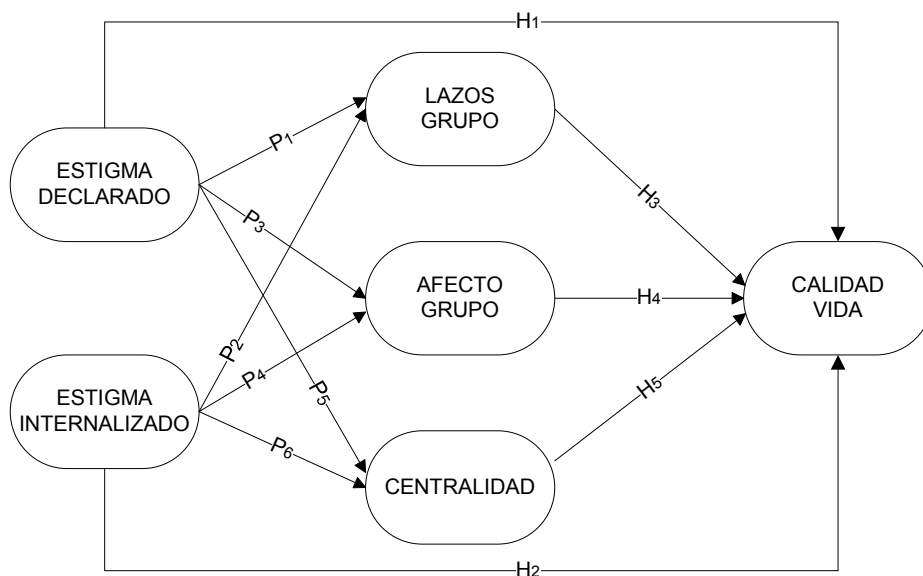 H1
LAZOS
GRUPO
P1
ESTIGMA
DECLARADO
H3
P3
AFECTO
GRUPO
H4
CALIDAD
VIDA
P2
P4
P5
H5
ESTIGMA
INTERNALIZADO
P6
CENTRALIDAD
H2